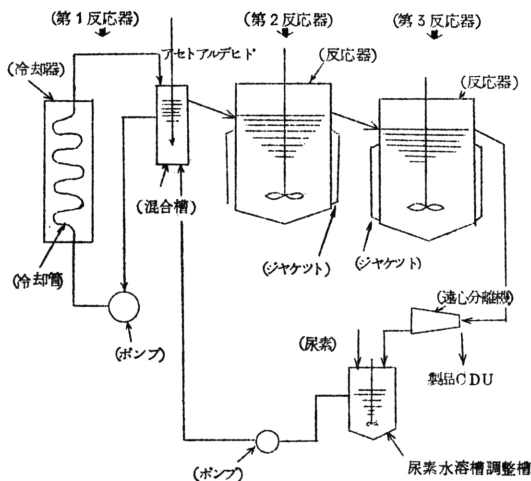 (第1反応器)
(第2反応器)
(第3反応器)
アセトアルデヒド
(反応器)
(冷却器)
(反応器)
(混合槽)
(冷却管)
(ジャケツト)
(ジャケツト)
(遠心分離機)
(ポンプ)
(尿素)
製品CDU
(ポンプ)
尿素水溶槽調整槽